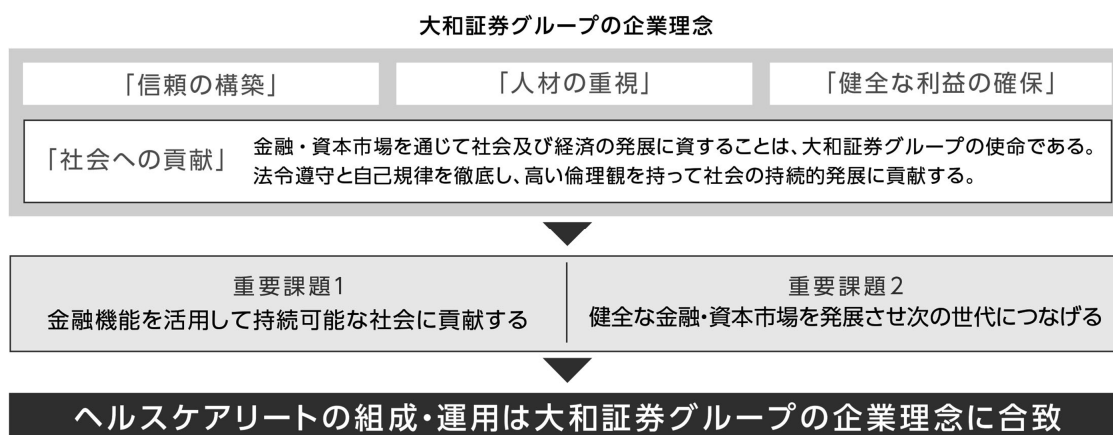 大和証券グループの企業理念
「信頼の構築」
「人材の重視」
「健全な利益の確保」
「社会への貢献」
金融・資本市場を通じて社会及び経済の発展に資することは、大和証券グループの使命である。
法令遵守と自己規律を徹底し、高い倫理観を持って社会の持続的発展に貢献する。
重要課題1
金融機能を活用して持続可能な社会に貢献する
重要課題2
健全な金融・資本市場を発展させ次の世代につなげる
ヘルスケアリートの組成・運用は大和証券グループの企業理念に合致